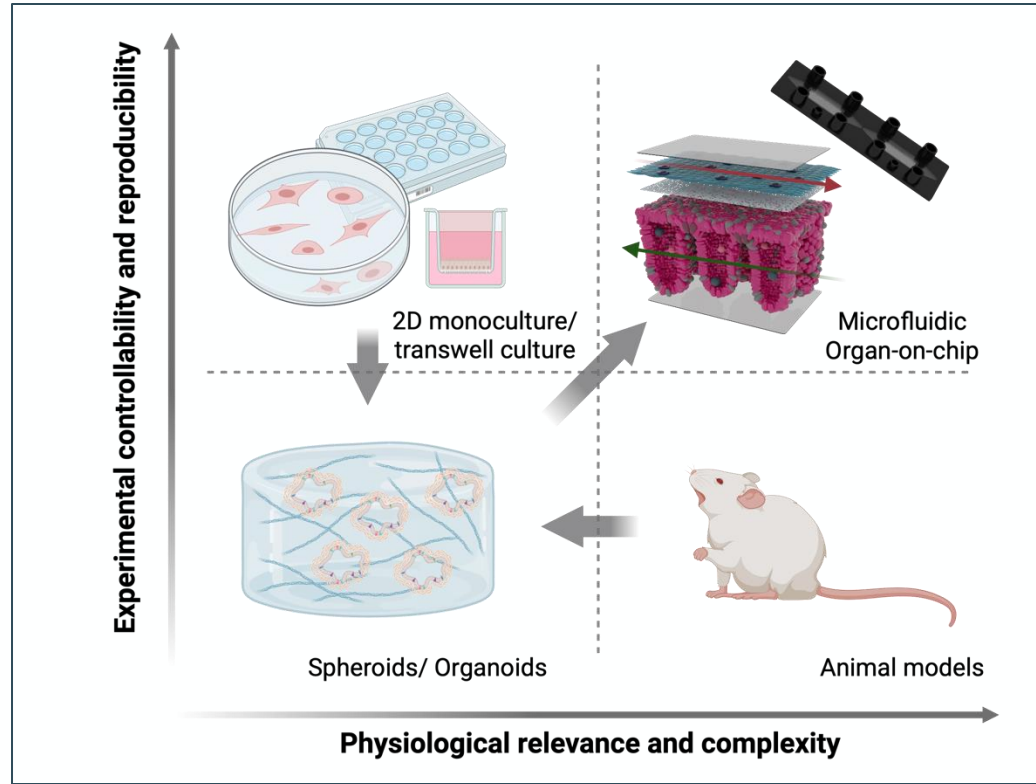 Experimental controllability and reproducibility
2D monoculture/
transwell culture
Microfluidic
Organ-on-chip
Spheroids/ Organoids
Animal models
Physiological relevance and complexity